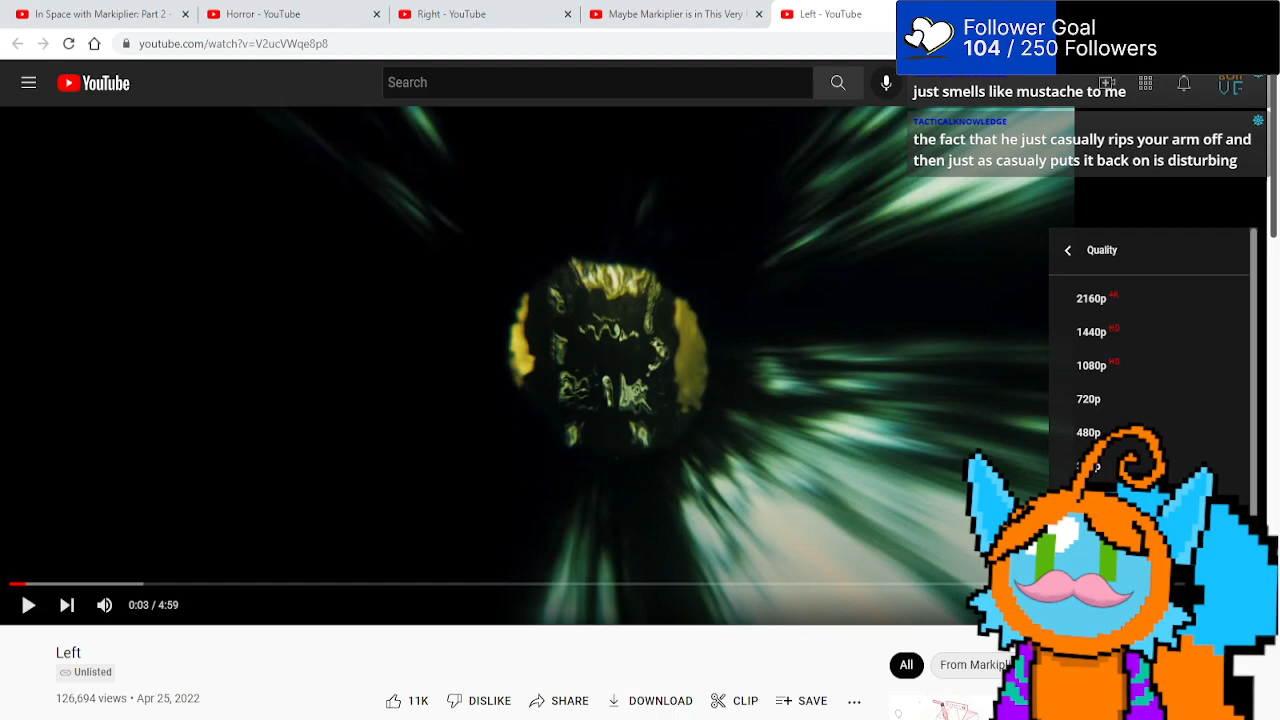 In Space with Markiplier: Part 2 -
Horror - YouTube
Right - YouTube
Maybe Markiplier is in This Very
Left - YouTube
Follower Goal
104 / 250 Followers
youtube.com/watch?v=V2ucVWqe8p8
YouTube
Search
just smells like mustache to me
TACTICALKNOWLEDGE
the fact that he just casually rips your arm off and
then just as casualy puts it back on is disturbing
Quality
2160p 4K
1440p HD
1080p HD
720p
480p
0:03 / 4:59
Left
Unlisted
126,694 views • Apr 25, 2022
11K
DISLIKE
SHARE
DOWNLOAD
CLIP
SAVE
All
From Markipl